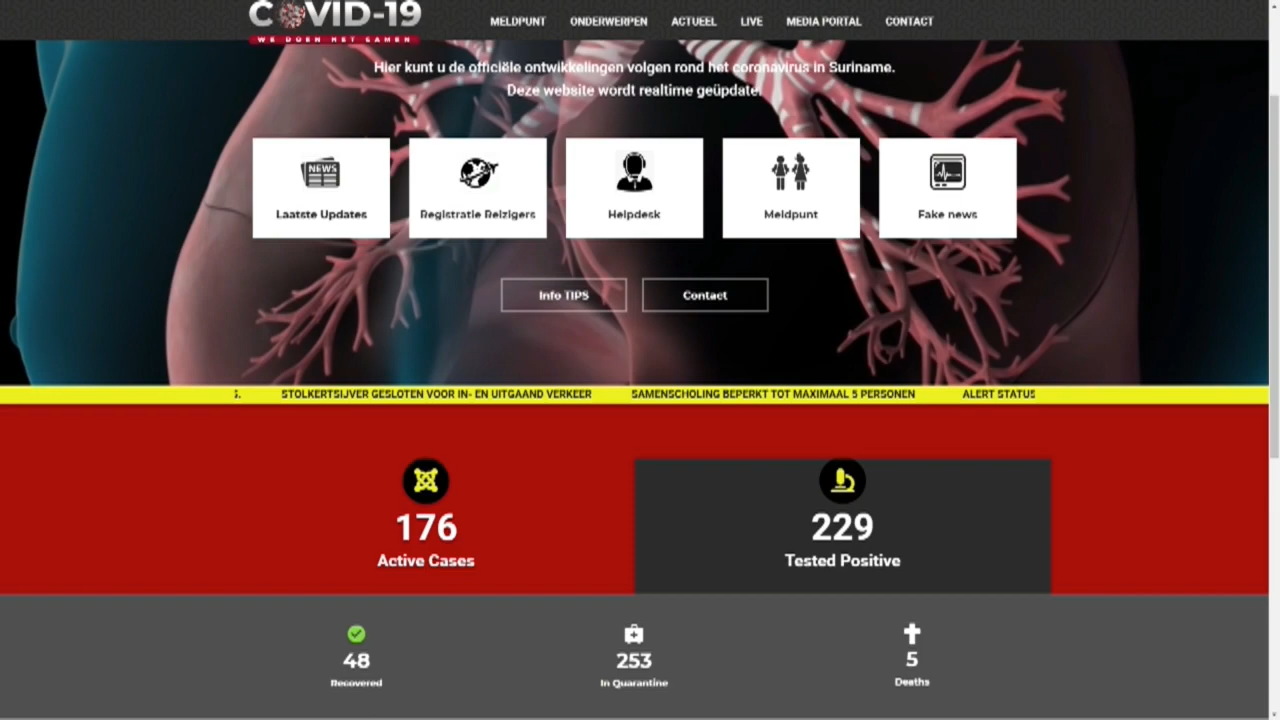 COVID-19
WE DOEN HET SAMEN
MELDPUNT ONDERWERPEN ACTUEEL LIVE MEDIA PORTAL CONTACT
Hier kunt u de officiële ontwikkelingen volgen rond het coronavirus in Suriname.
Deze website wordt realtime geüpdate.
NEWS
Laatste Updates
Registratie Reizigers
Helpdesk
Meldpunt
Fake news
Info TIPS
Contact
STOLKERTSIJVER GESLOTEN VOOR IN- EN UITGAAND VERKEER SAMENSCHOLING BEPERKT TOT MAXIMAAL 5 PERSONEN ALERT STATUS
176
Active Cases
229
Tested Positive
48
Recovered
253
In Quarantine
5
Deaths